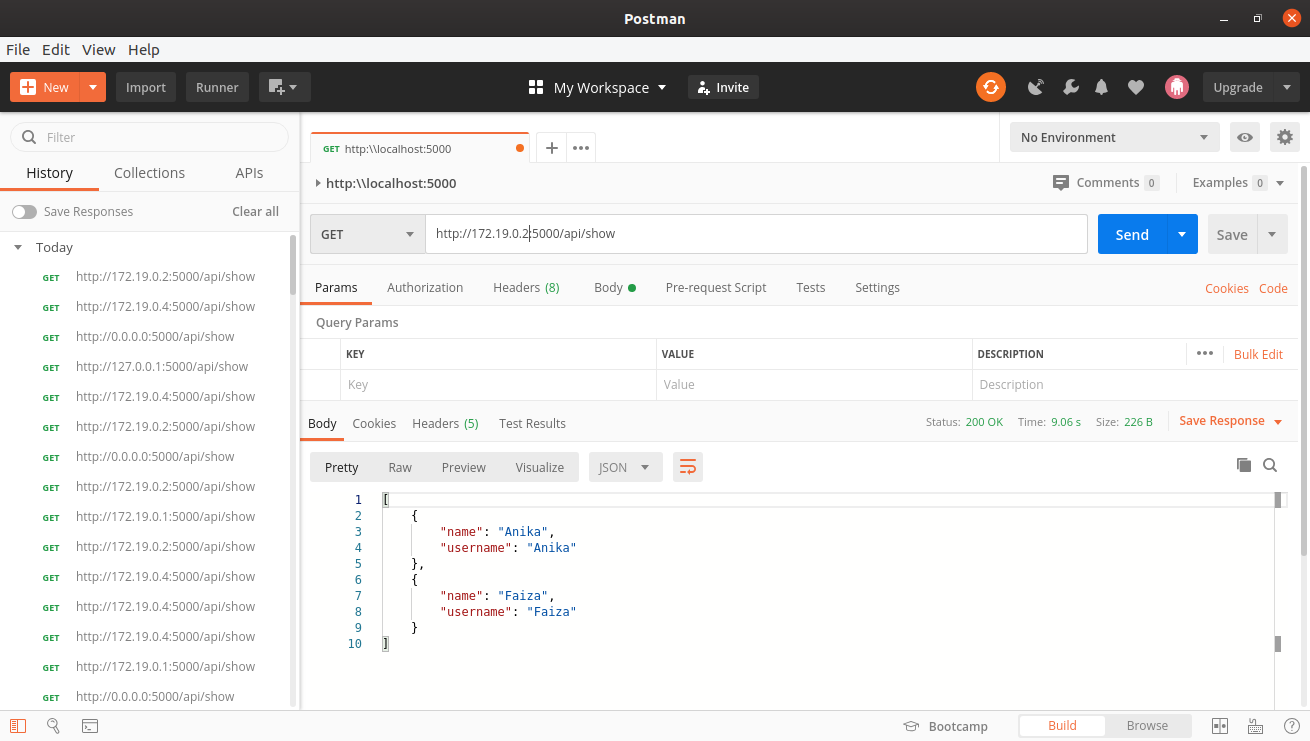 Postman
File Edit View Help
New Import Runner My Workspace Invite Upgrade
Filter
History Collections APIs
Save Responses Clear all
Today
GET http://172.19.0.2:5000/api/show
GET http://172.19.0.4:5000/api/show
GET http://0.0.0.0:5000/api/show
GET http://127.0.0.1:5000/api/show
GET http://172.19.0.4:5000/api/show
GET http://172.19.0.2:5000/api/show
GET http://0.0.0.0:5000/api/show
GET http://172.19.0.2:5000/api/show
GET http://172.19.0.1:5000/api/show
GET http://172.19.0.2:5000/api/show
GET http://172.19.0.4:5000/api/show
GET http://172.19.0.4:5000/api/show
GET http://172.19.0.4:5000/api/show
GET http://172.19.0.1:5000/api/show
GET http://0.0.0.0:5000/api/show
GET http:\\localhost:5000
No Environment
http:\\localhost:5000 Comments 0 Examples 0
GET http://172.19.0.2:5000/api/show Send Save
Params Authorization Headers (8) Body Pre-request Script Tests Settings Cookies Code
Query Params
KEY VALUE DESCRIPTION Bulk Edit
Key Value Description
Body Cookies Headers (5) Test Results Status: 200 OK Time: 9.06 s Size: 226 B Save Response
Pretty Raw Preview Visualize JSON
1 [
2 {
3 "name": "Anika",
4 "username": "Anika"
5 },
6 {
7 "name": "Faiza",
8 "username": "Faiza"
9 }
10 ]
Bootcamp Build Browse